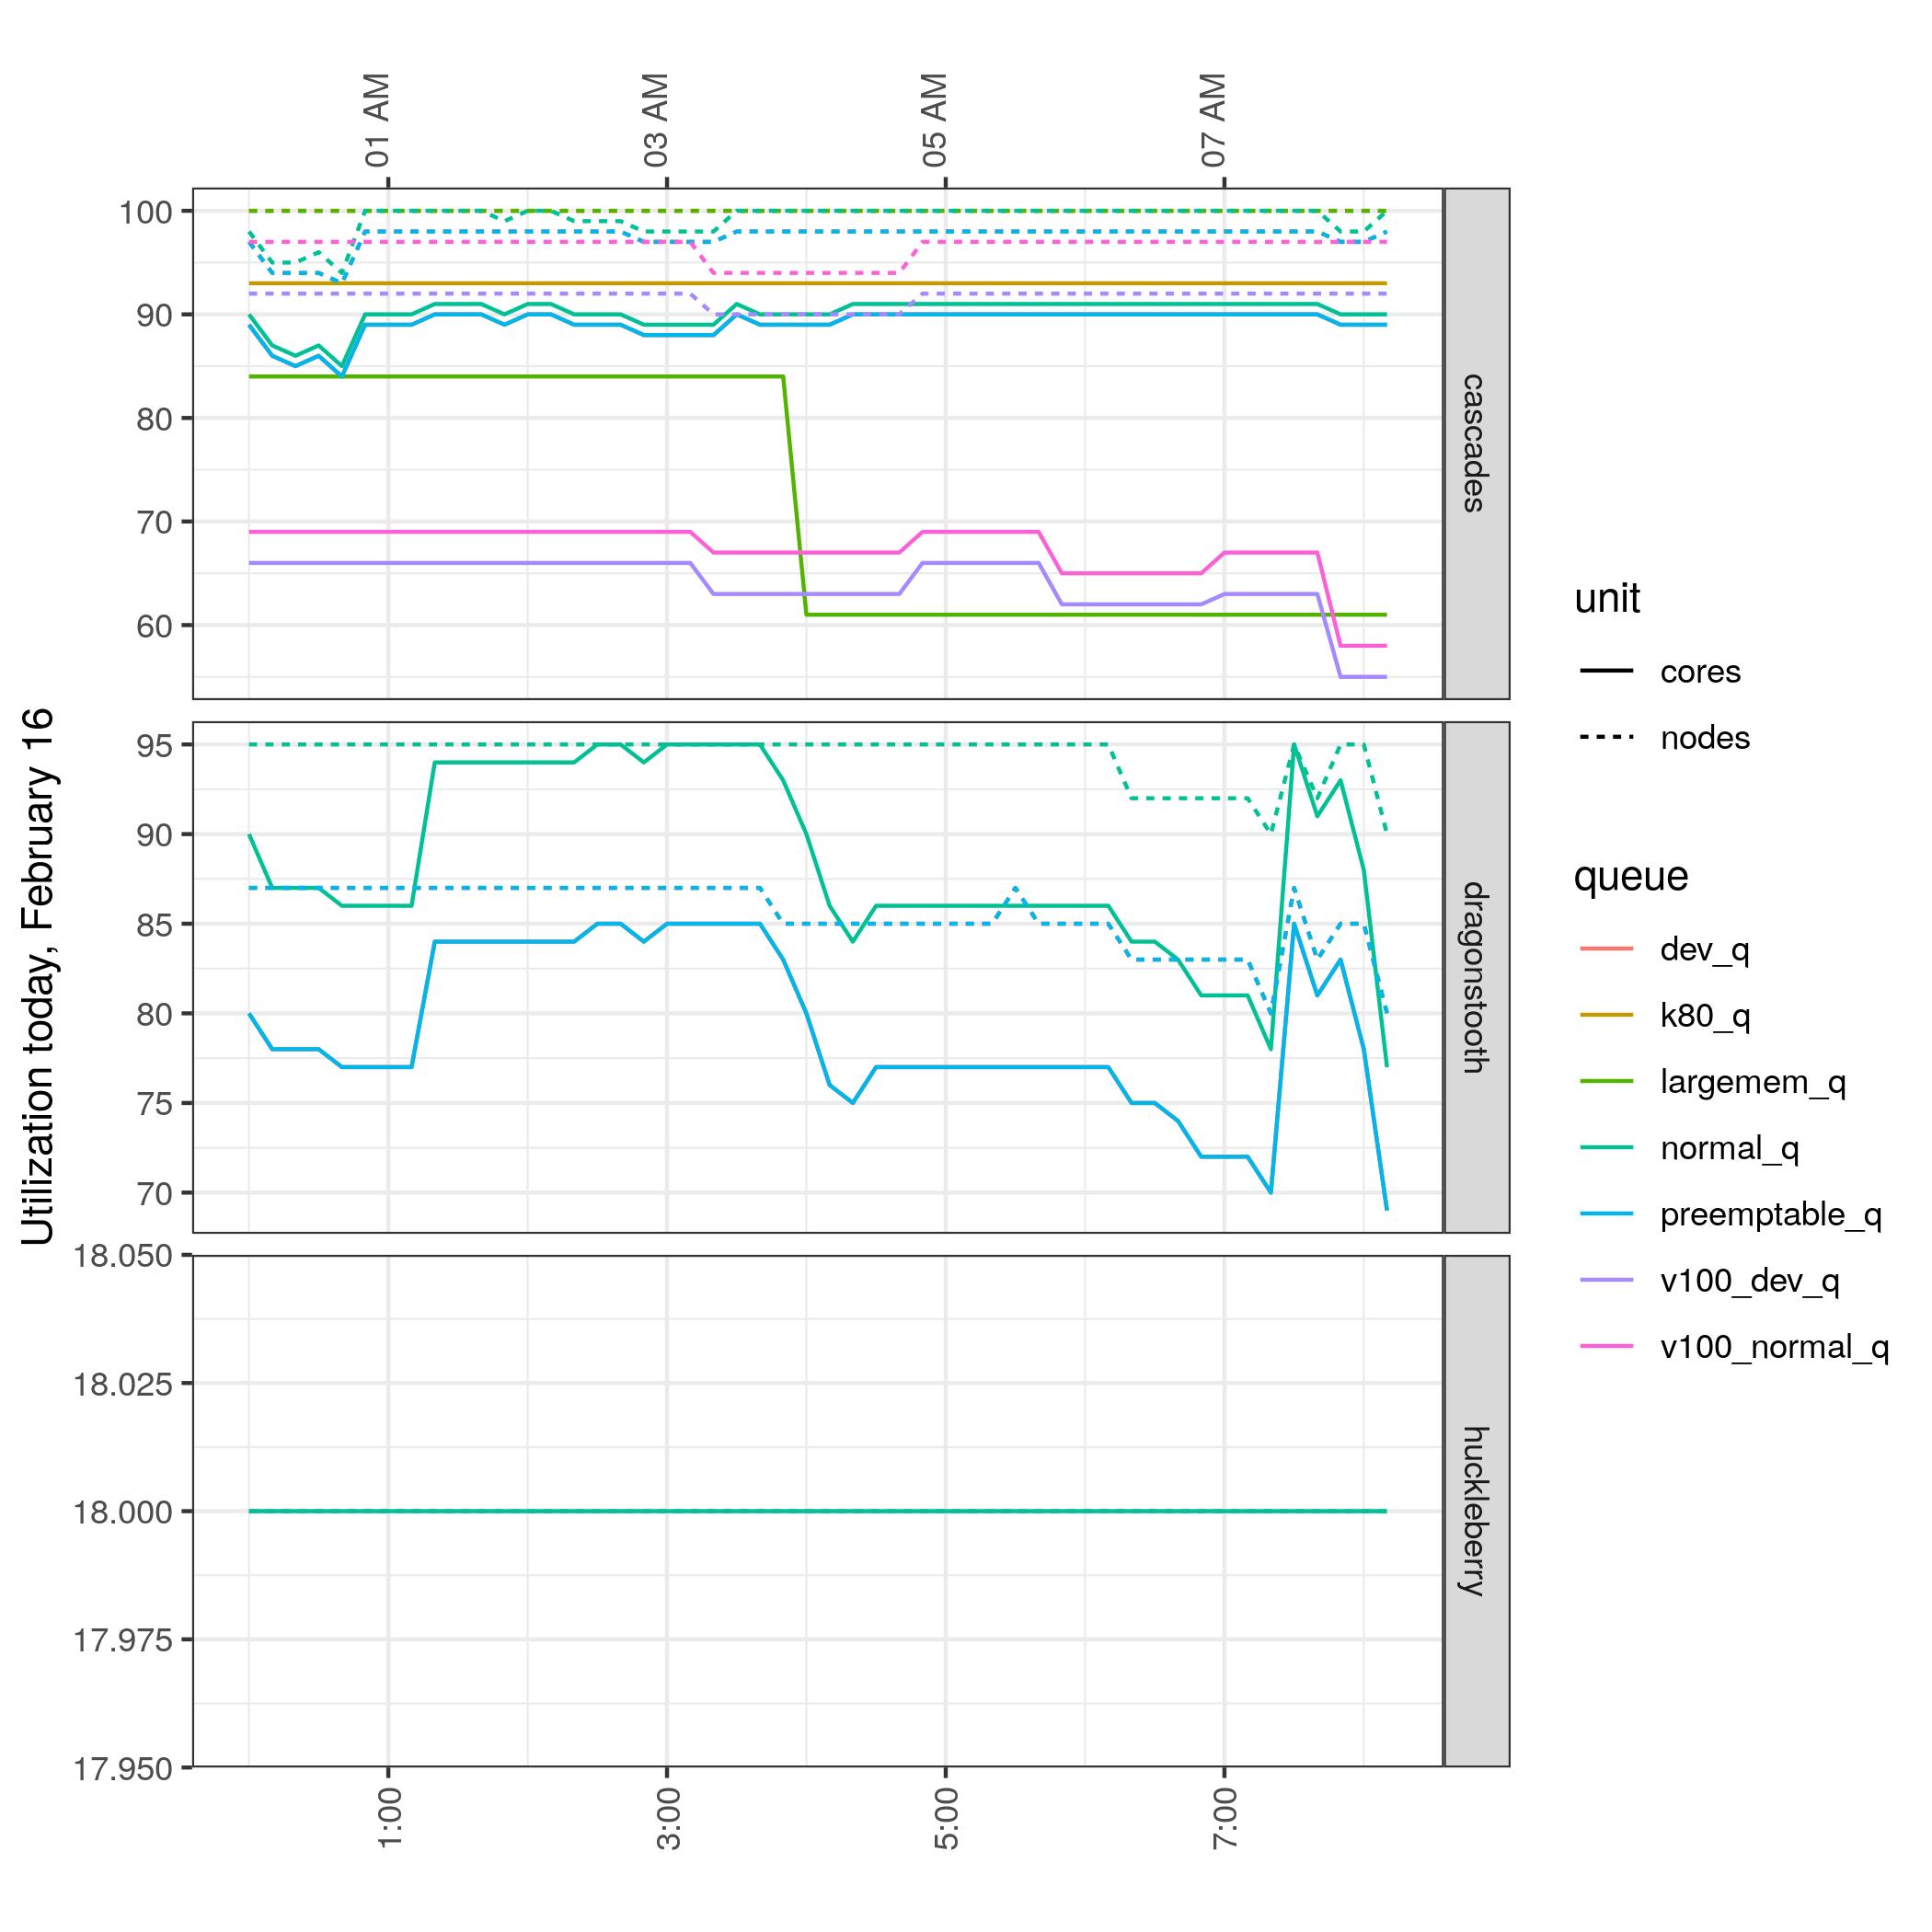 01 AM
03 AM
05 AM
07 AM
100
90
80
70
60
cascades
95
90
85
80
75
70
dragonstooth
18.050
18.025
18.000
17.975
17.950
huckleberry
1:00
3:00
5:00
7:00
Utilization today, February 16
unit
cores
nodes
queue
dev_q
k80_q
largemem_q
normal_q
preemptable_q
v100_dev_q
v100_normal_q